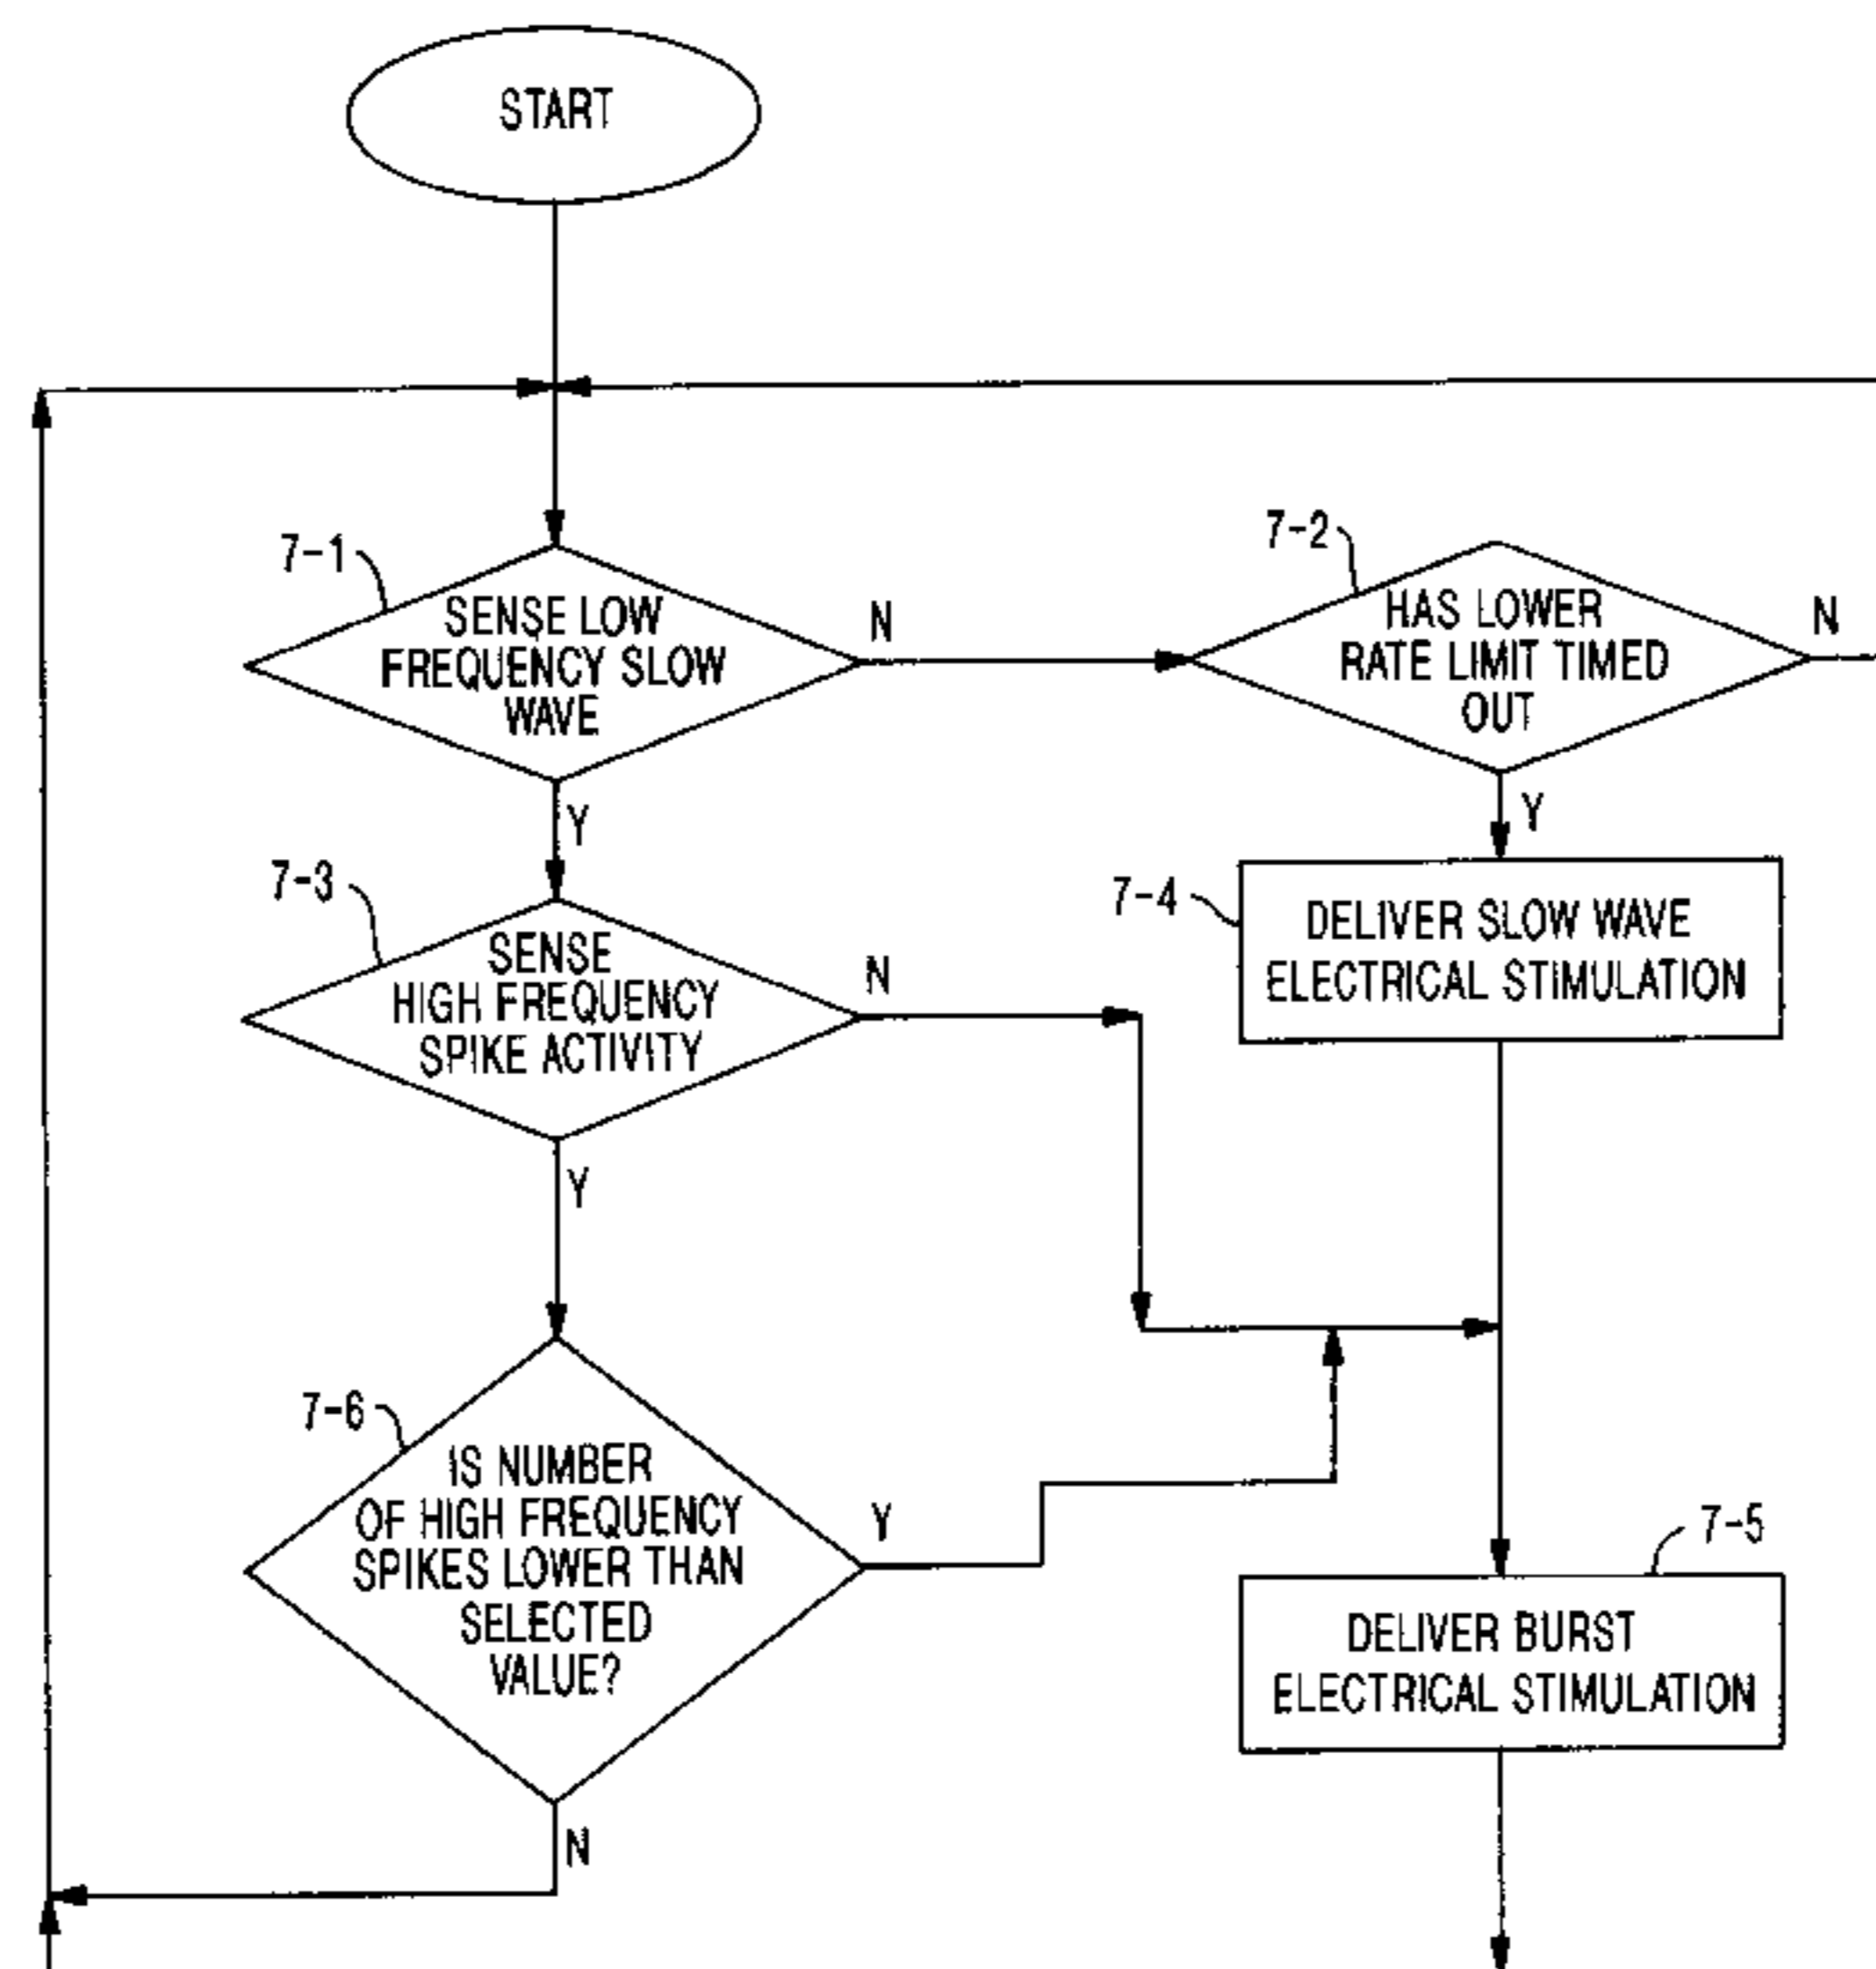 START
7-1
SENSE LOW
FREQUENCY SLOW
WAVE
N
Y
7-2
HAS LOWER
RATE LIMIT TIMED
OUT
N
Y
7-3
SENSE
HIGH FREQUENCY
SPIKE ACTIVITY
N
Y
7-4
DELIVER SLOW WAVE
ELECTRICAL STIMULATION
7-6
IS NUMBER
OF HIGH FREQUENCY
SPIKES LOWER THAN
SELECTED
VALUE?
Y
N
7-5
DELIVER BURST
ELECTRICAL STIMULATION